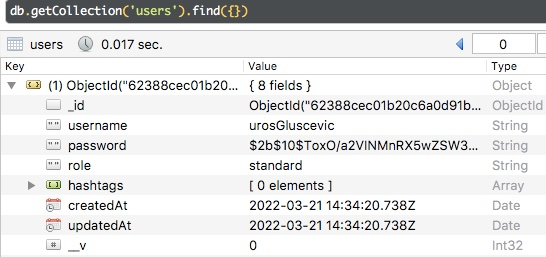 db.getCollection('users').find({})
users 0.017 sec. 0
Key Value Type
(1) ObjectId("62388cec01b20... { 8 fields } Object
_id ObjectId("62388cec01b20c6a0d91b... ObjectId
"" username urosGluscevic String
"" password $2b$10$ToxO/a2VlNMnRX5wZSW3... String
"" role standard String
hashtags [ 0 elements ] Array
createdAt 2022-03-21 14:34:20.738Z Date
updatedAt 2022-03-21 14:34:20.738Z Date
# __v 0 Int32